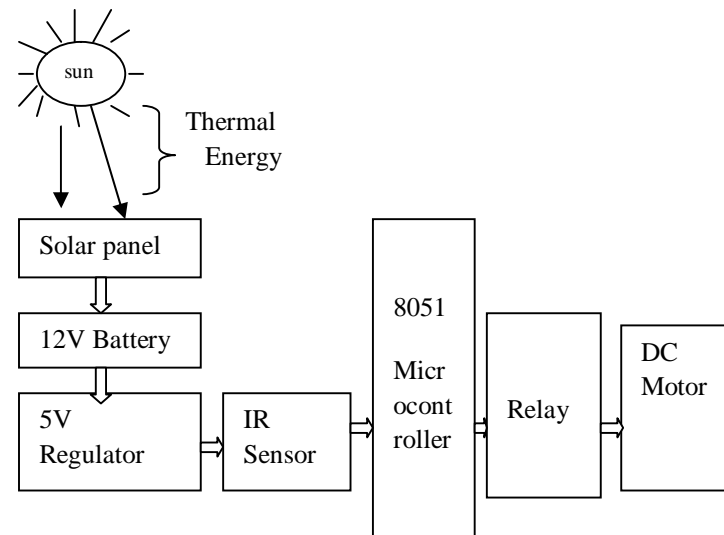 sun
Thermal
Energy
Solar panel
12V Battery
5V
Regulator
IR
Sensor
8051
Micr
ocont
roller
Relay
DC
Motor